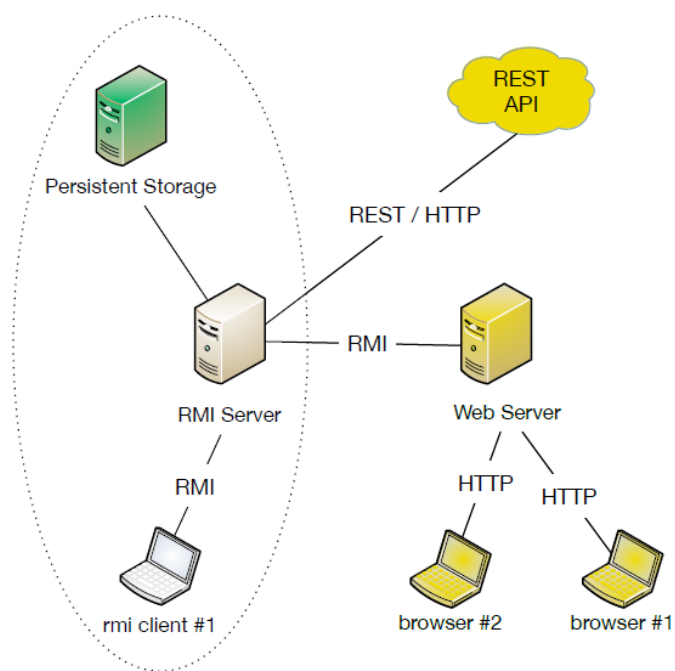 REST
API
Persistent Storage
REST / HTTP
RMI
RMI Server
Web Server
RMI
HTTP
HTTP
rmi client #1
browser #2
browser #1